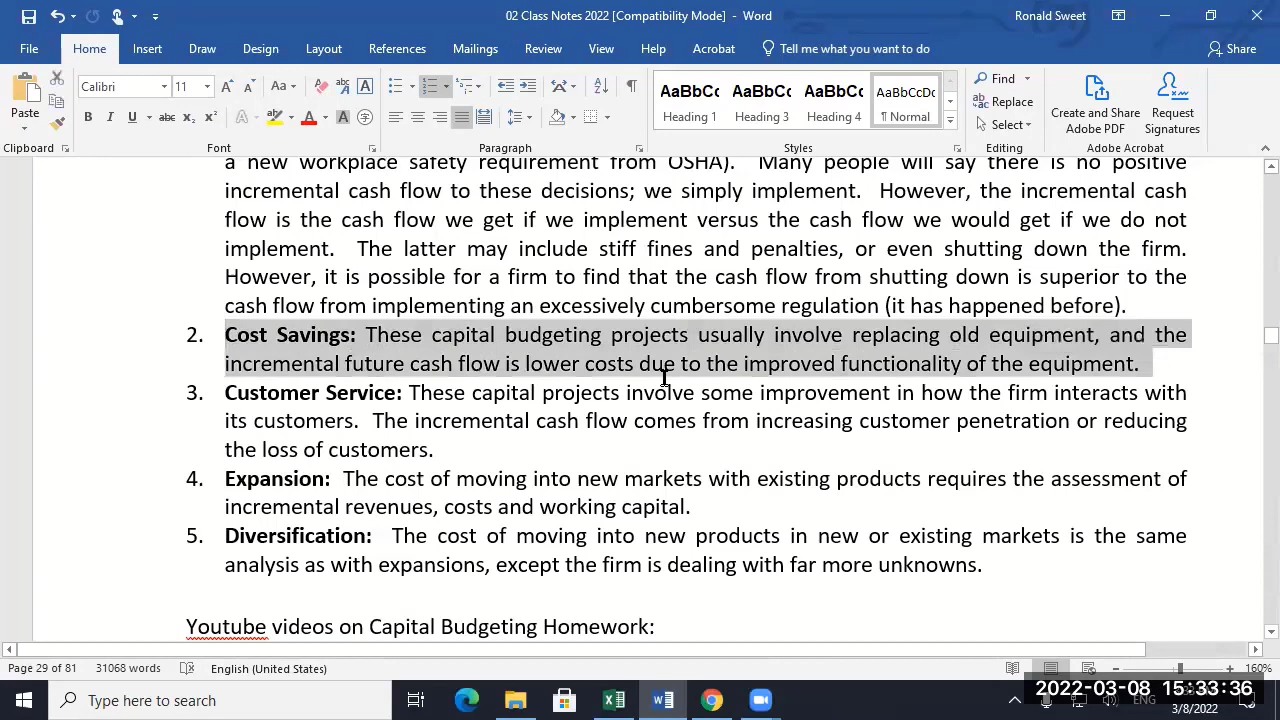 02 Class Notes 2022 [Compatibility Mode] - Word
Ronald Sweet
File Home Insert Draw Design Layout References Mailings Review View Help Acrobat Tell me what you want to do Share
Paste
Calibri 11
Clipboard
Font
Paragraph
AaBbCc AaBbCc AaBbCc AaBbCcDc
Heading 1 Heading 3 Heading 4 ¶ Normal
Styles
Find
Replace
Select
Editing
Create and Share Adobe PDF
Request Signatures
Adobe Acrobat
a new workplace safety requirement from OSHA). Many people will say there is no positive
incremental cash flow to these decisions; we simply implement. However, the incremental cash
flow is the cash flow we get if we implement versus the cash flow we would get if we do not
implement. The latter may include stiff fines and penalties, or even shutting down the firm.
However, it is possible for a firm to find that the cash flow from shutting down is superior to the
cash flow from implementing an excessively cumbersome regulation (it has happened before).
2. Cost Savings: These capital budgeting projects usually involve replacing old equipment, and the
incremental future cash flow is lower costs due to the improved functionality of the equipment.
3. Customer Service: These capital projects involve some improvement in how the firm interacts with
its customers. The incremental cash flow comes from increasing customer penetration or reducing
the loss of customers.
4. Expansion: The cost of moving into new markets with existing products requires the assessment of
incremental revenues, costs and working capital.
5. Diversification: The cost of moving into new products in new or existing markets is the same
analysis as with expansions, except the firm is dealing with far more unknowns.
Youtube videos on Capital Budgeting Homework:
Page 29 of 81 31068 words English (United States) 160%
Type here to search
ENG
2022-03-08 15:33:36
3/8/2022